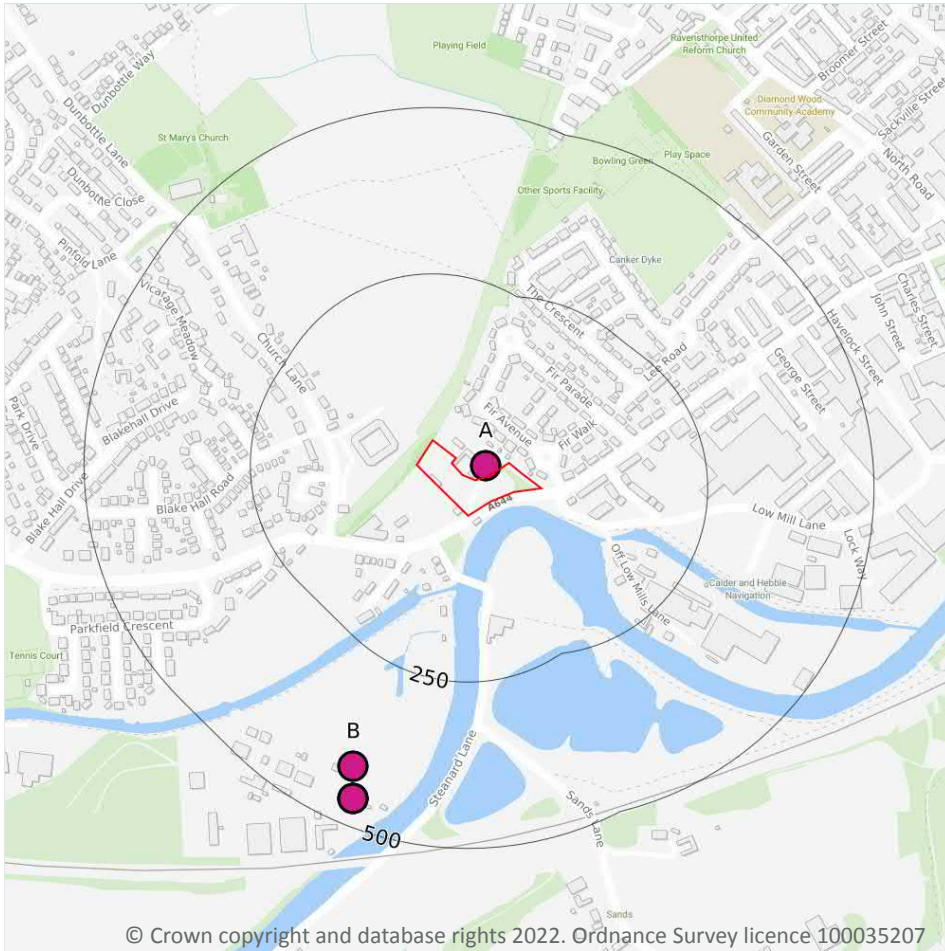 Playing Field
Ravensthorpe United
Reform Church
Broomer Street
Dunbottle Way
Dunbottle Lane
St Mary's Church
Diamond Wood
Community Academy
Sackville Street
Garden Street
North Road
Bowling Green
Play Space
Other Sports Facility
Dunbottle Close
Pinfold Lane
Canker Dyke
Vicarage Meadow
The Crescent
Church Lane
Lees Road
Havelock Street
John Street
Charles Street
George Street
Fir Parade
Park Drive
Blakehall Drive
Fir Avenue
Fir Walk
A
Blake Hall Road
Blake Hall Drive
A644
Low Mill Lane
Lock Way
Off Low Mills Lane
Calder and Hebble
Navigation
Parkfield Crescent
Tennis Court
250
B
Steanard Lane
Sands Lane
500
Sands
© Crown copyright and database rights 2022. Ordnance Survey licence 100035207